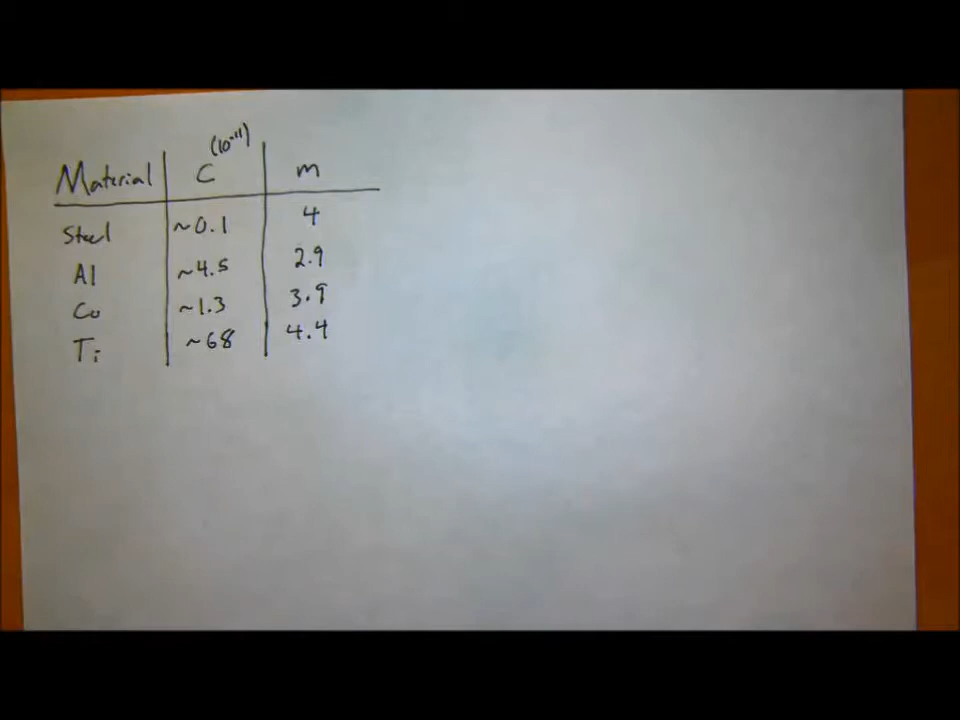 (10⁻¹¹)
Material C m
Steel ~0.1 4
Al ~4.5 2.9
Cu ~1.3 3.9
Ti ~68 4.4